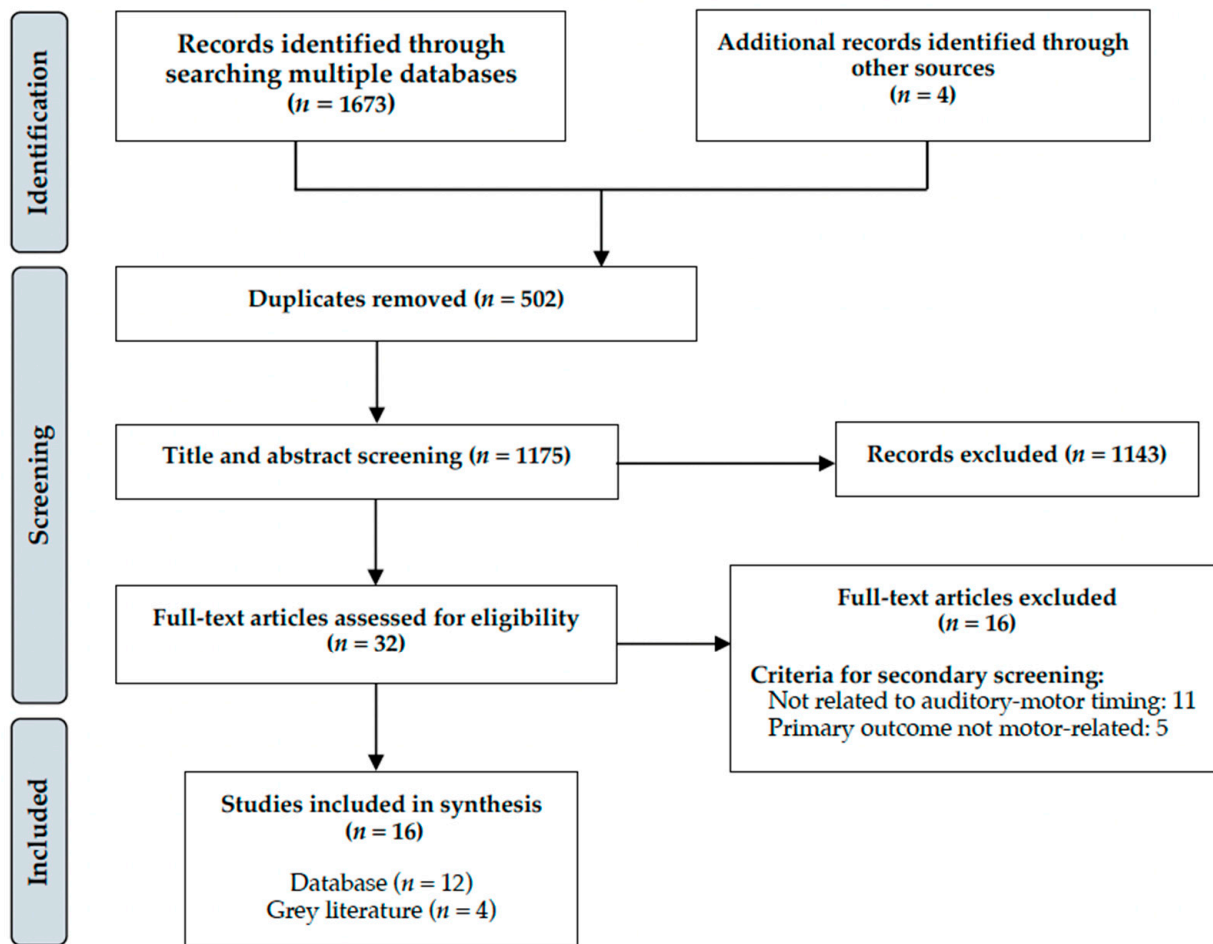 Identification
Records identified through
searching multiple databases
(n = 1673)
Additional records identified through
other sources
(n = 4)
Screening
Duplicates removed (n = 502)
Title and abstract screening (n = 1175)
Records excluded (n = 1143)
Full-text articles assessed for eligibility
(n = 32)
Full-text articles excluded
(n = 16)
Criteria for secondary screening:
Not related to auditory-motor timing: 11
Primary outcome not motor-related: 5
Included
Studies included in synthesis
(n = 16)
Database (n = 12)
Grey literature (n = 4)